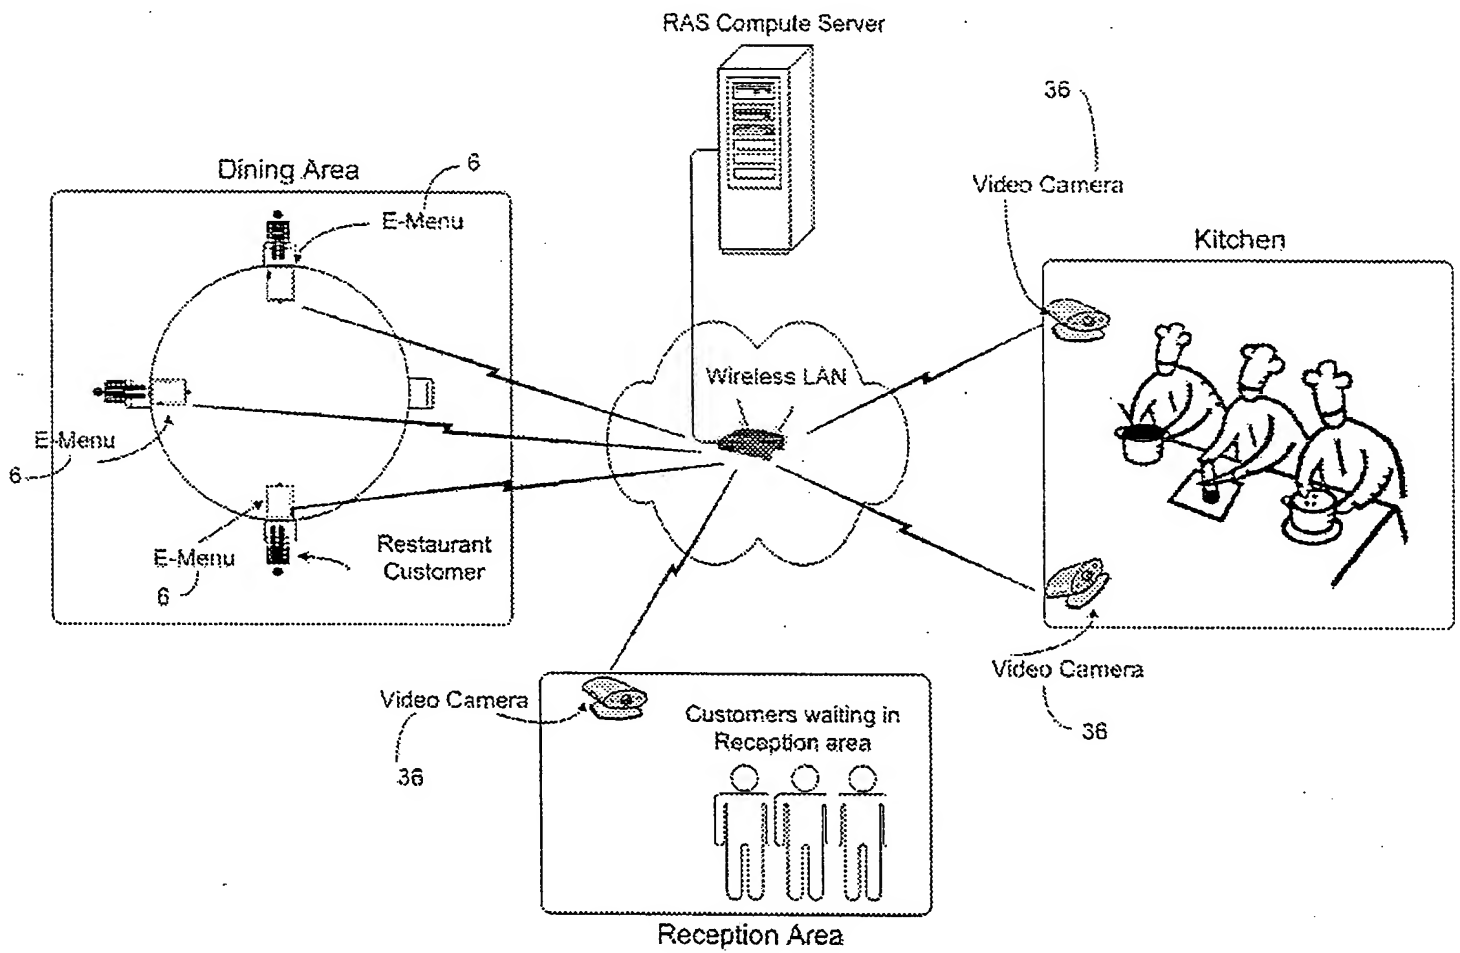 RAS Compute Server
36
Video Camera
Kitchen
Dining Area
6
E-Menu
Wireless LAN
E-Menu
6
E-Menu
6
Restaurant
Customer
Video Camera
36
Video Camera
36
Customers waiting in
Reception area
Reception Area